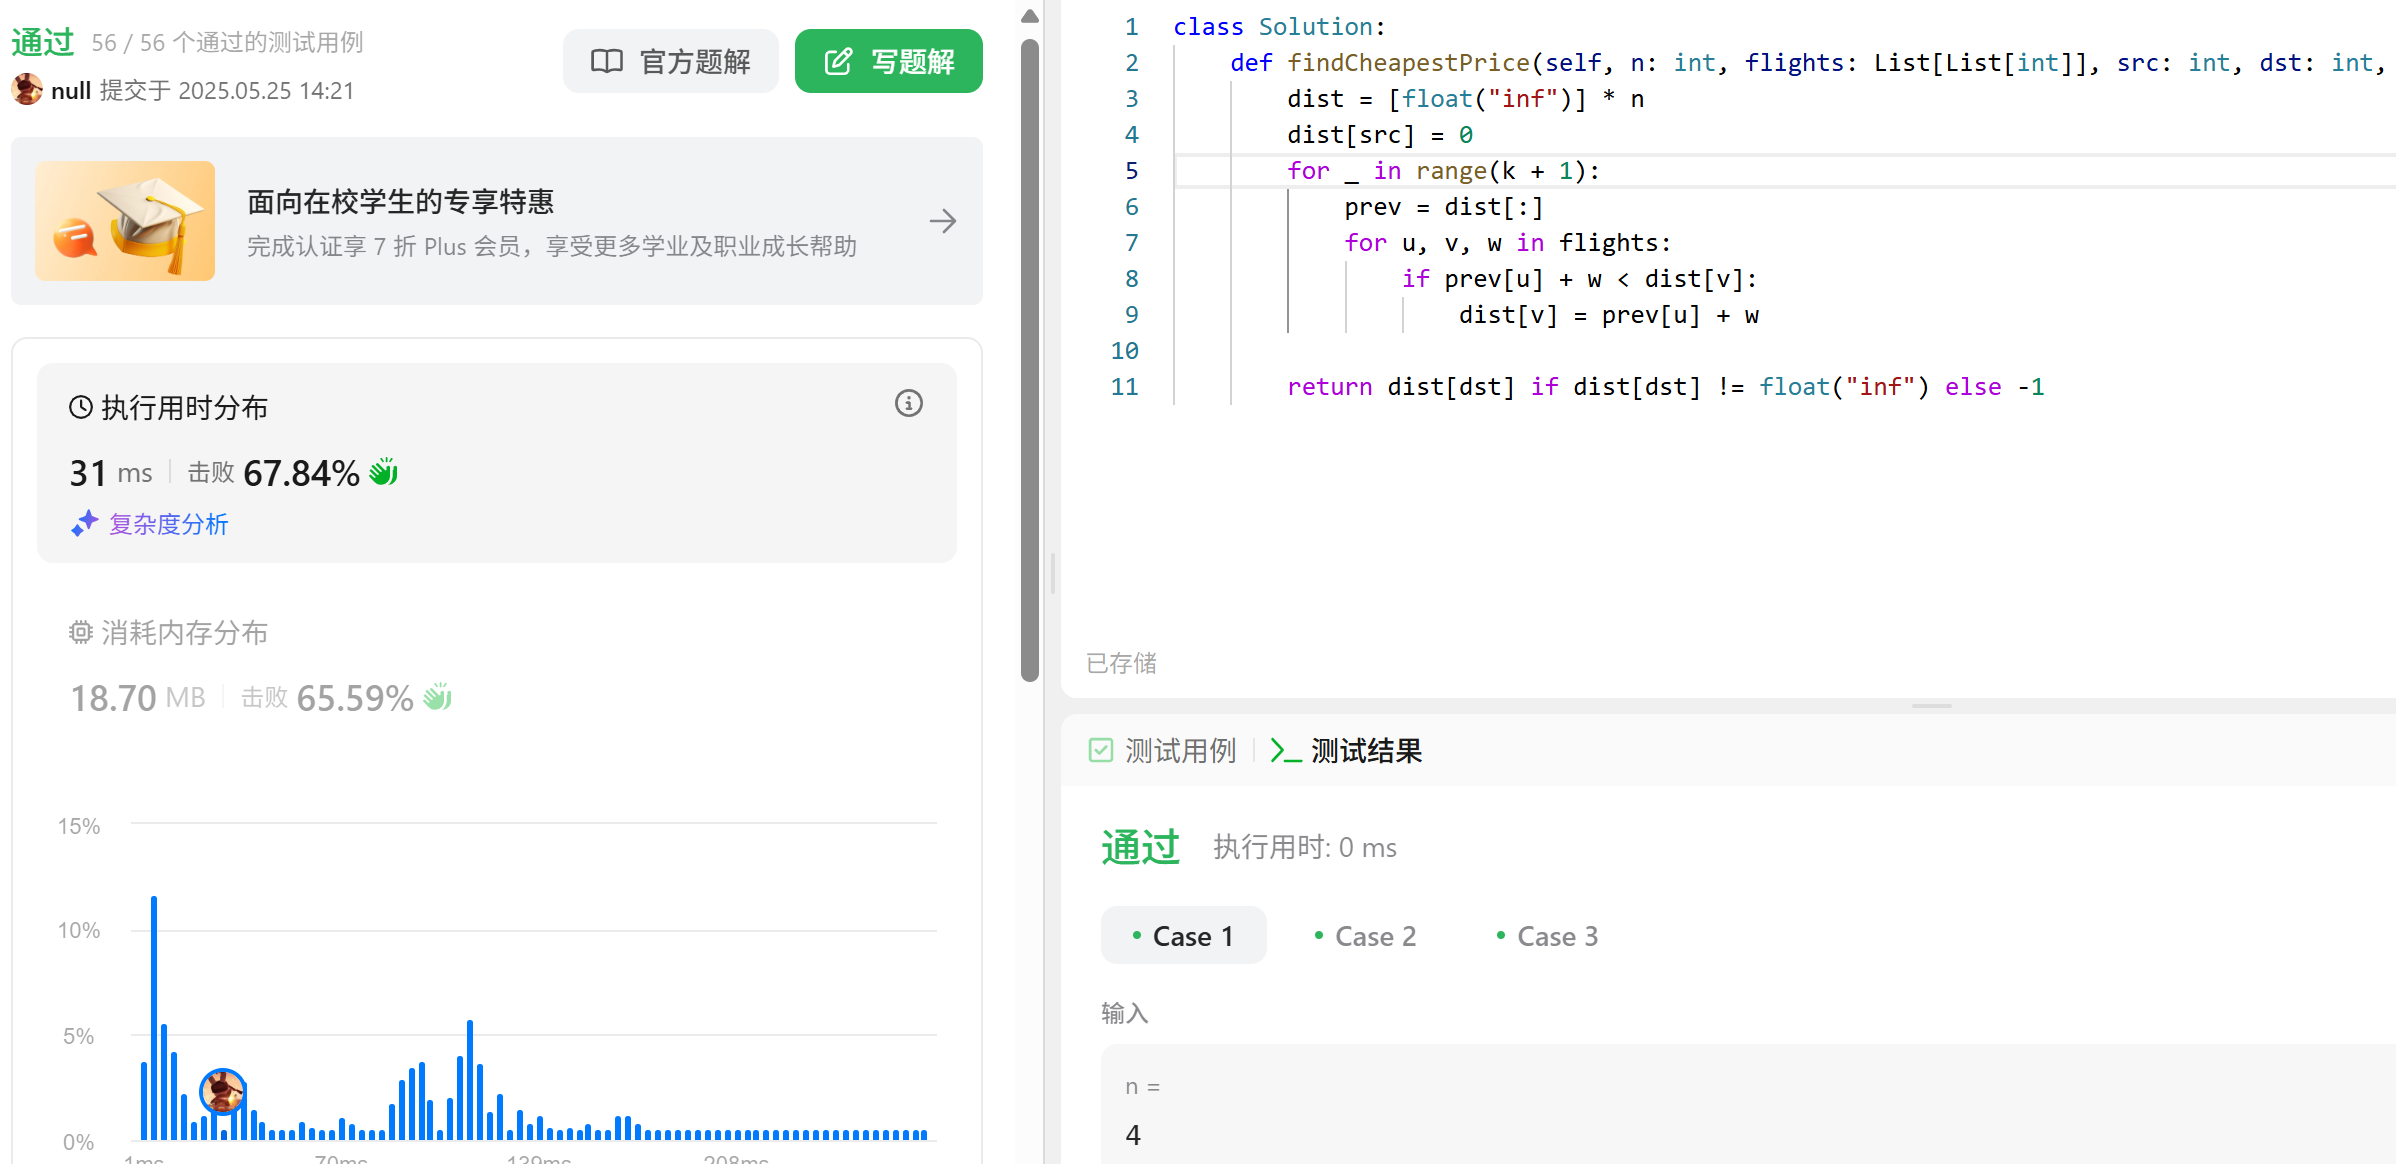 通过 56 / 56 个通过的测试用例
null 提交于 2025.05.25 14:21
官方题解
写题解
面向在校学生的专享特惠
完成认证享 7 折 Plus 会员，享受更多学业及职业成长帮助
执行用时分布
31 ms 击败 67.84%
复杂度分析
消耗内存分布
18.70 MB 击败 65.59%
15%
10%
5%
0%
1ms 70ms 139ms 208ms
1 class Solution:
2 def findCheapestPrice(self, n: int, flights: List[List[int]], src: int, dst: int,
3 dist = [float("inf")] * n
4 dist[src] = 0
5 for _ in range(k + 1):
6 prev = dist[:]
7 for u, v, w in flights:
8 if prev[u] + w < dist[v]:
9 dist[v] = prev[u] + w
10
11 return dist[dst] if dist[dst] != float("inf") else -1
已存储
测试用例
>_ 测试结果
通过 执行用时: 0 ms
Case 1 Case 2 Case 3
输入
n =
4